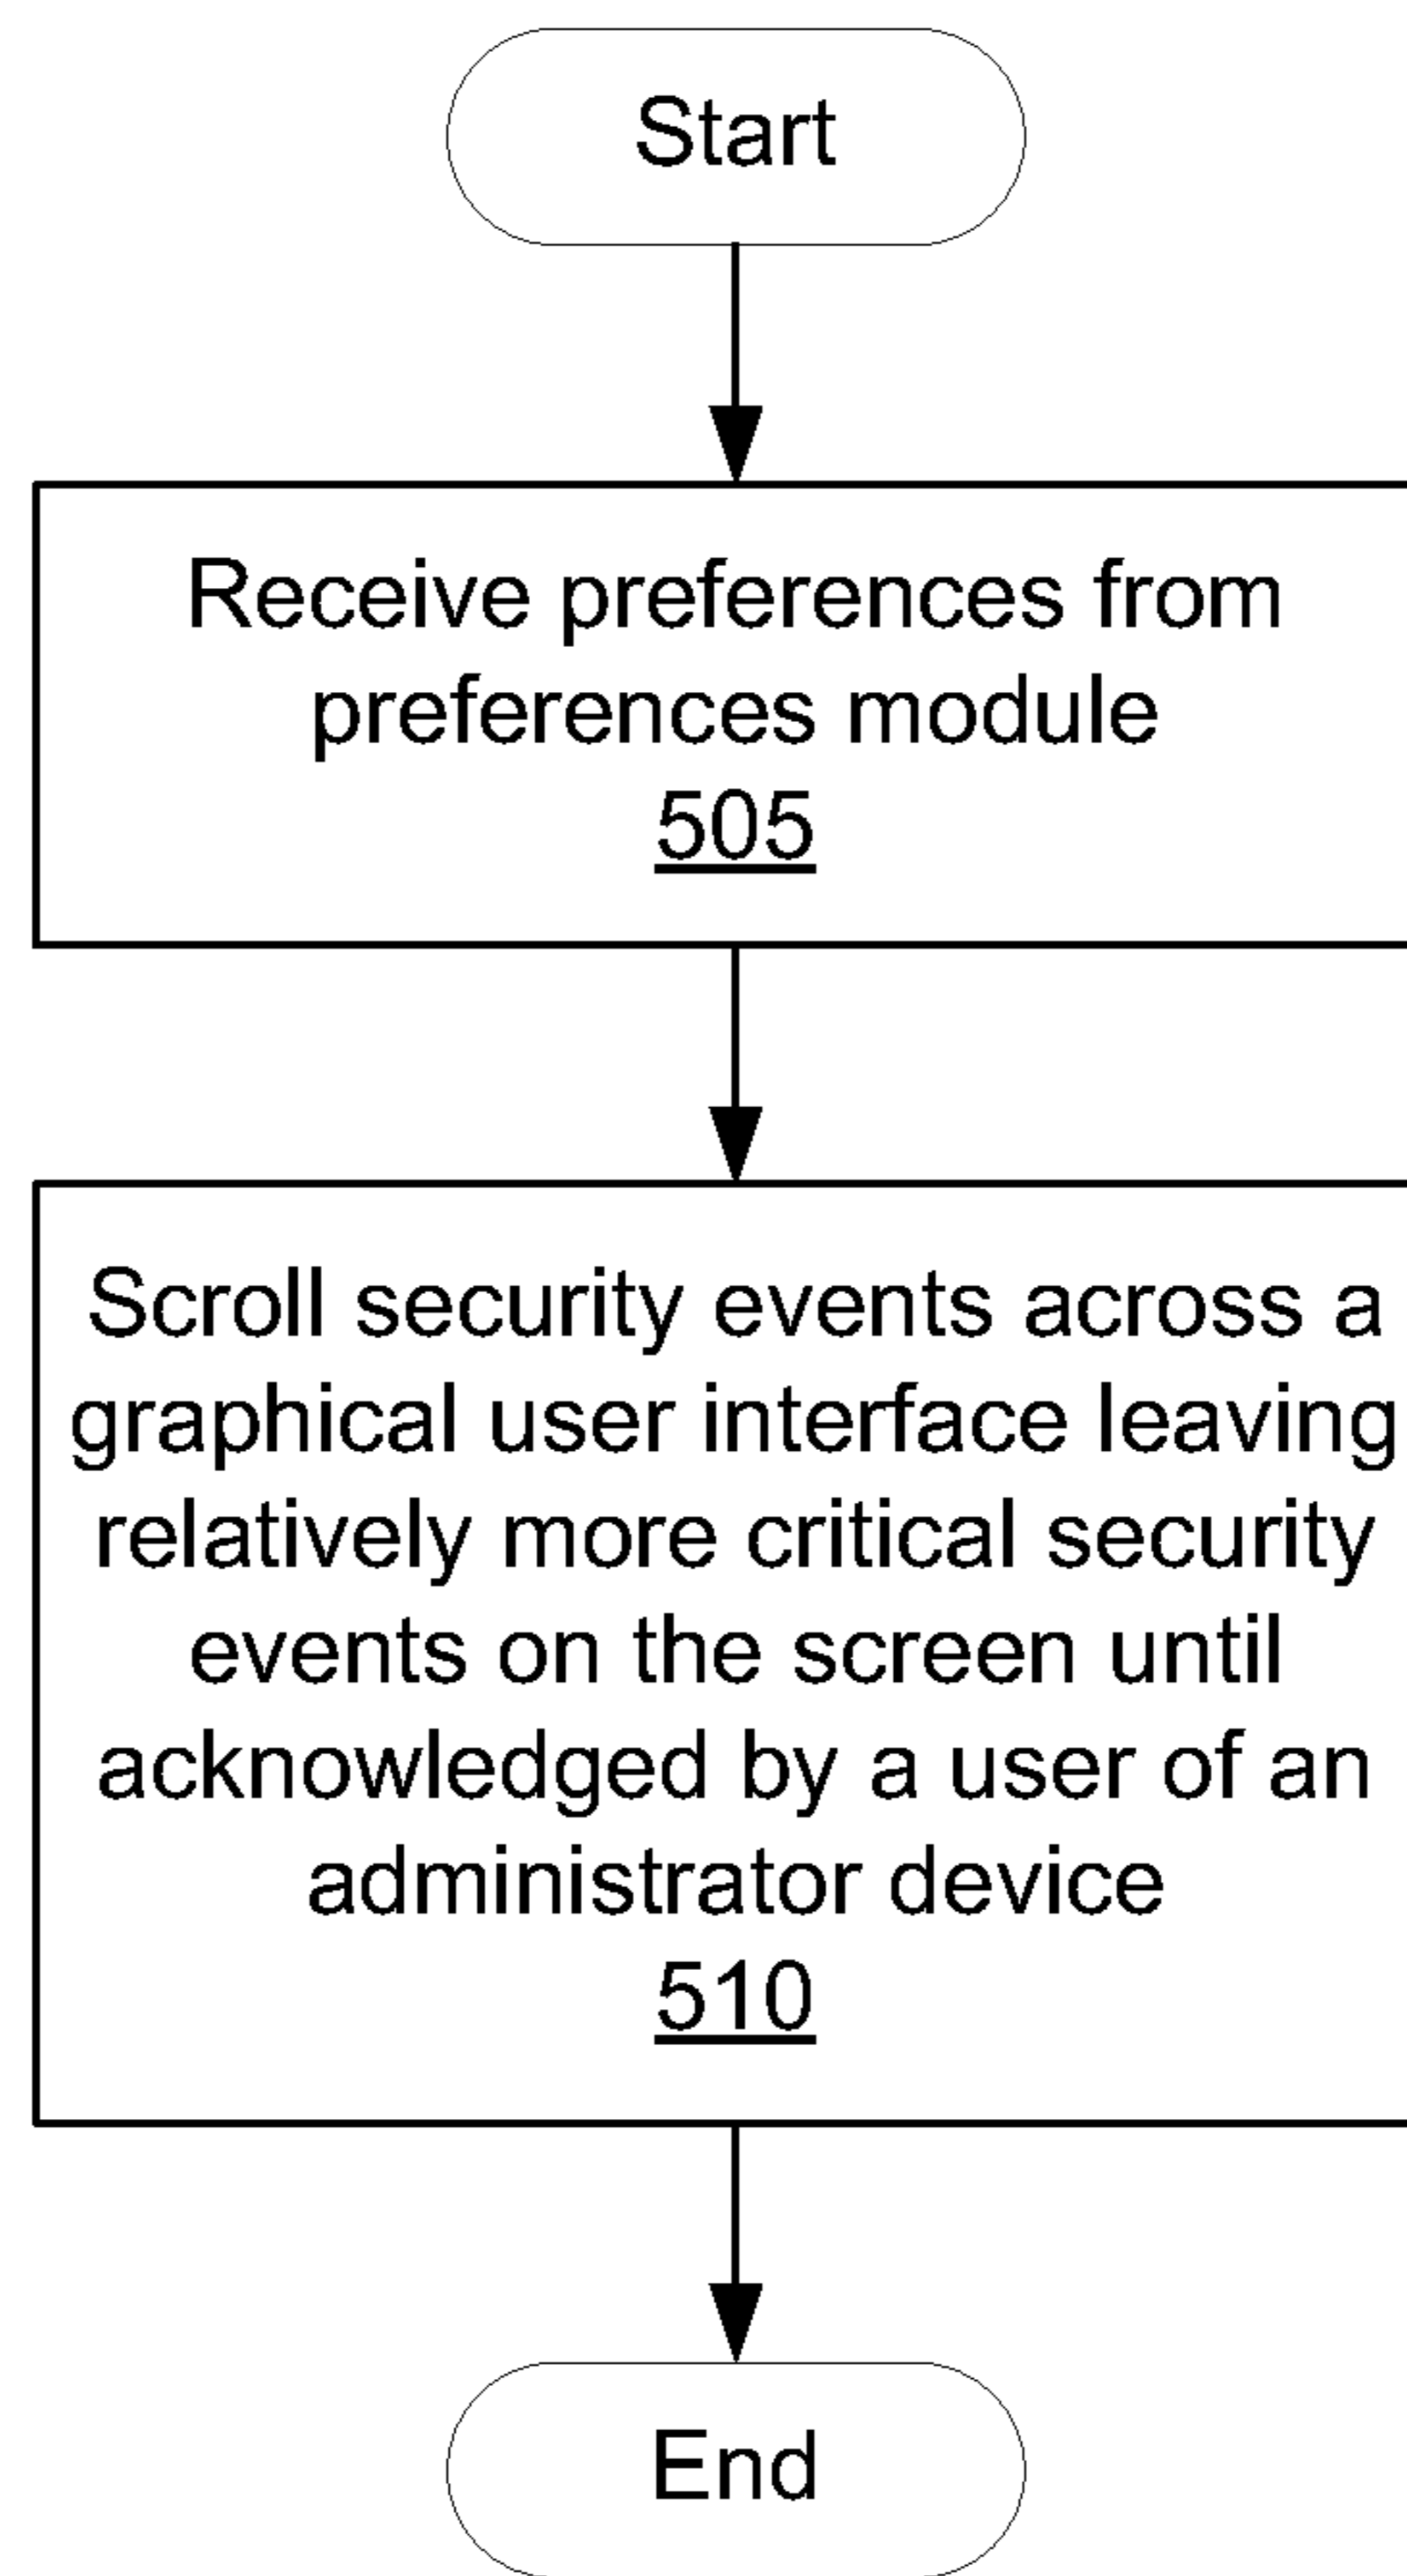 Start
Receive preferences from
preferences module
505
Scroll security events across a
graphical user interface leaving
relatively more critical security
events on the screen until
acknowledged by a user of an
administrator device
510
End